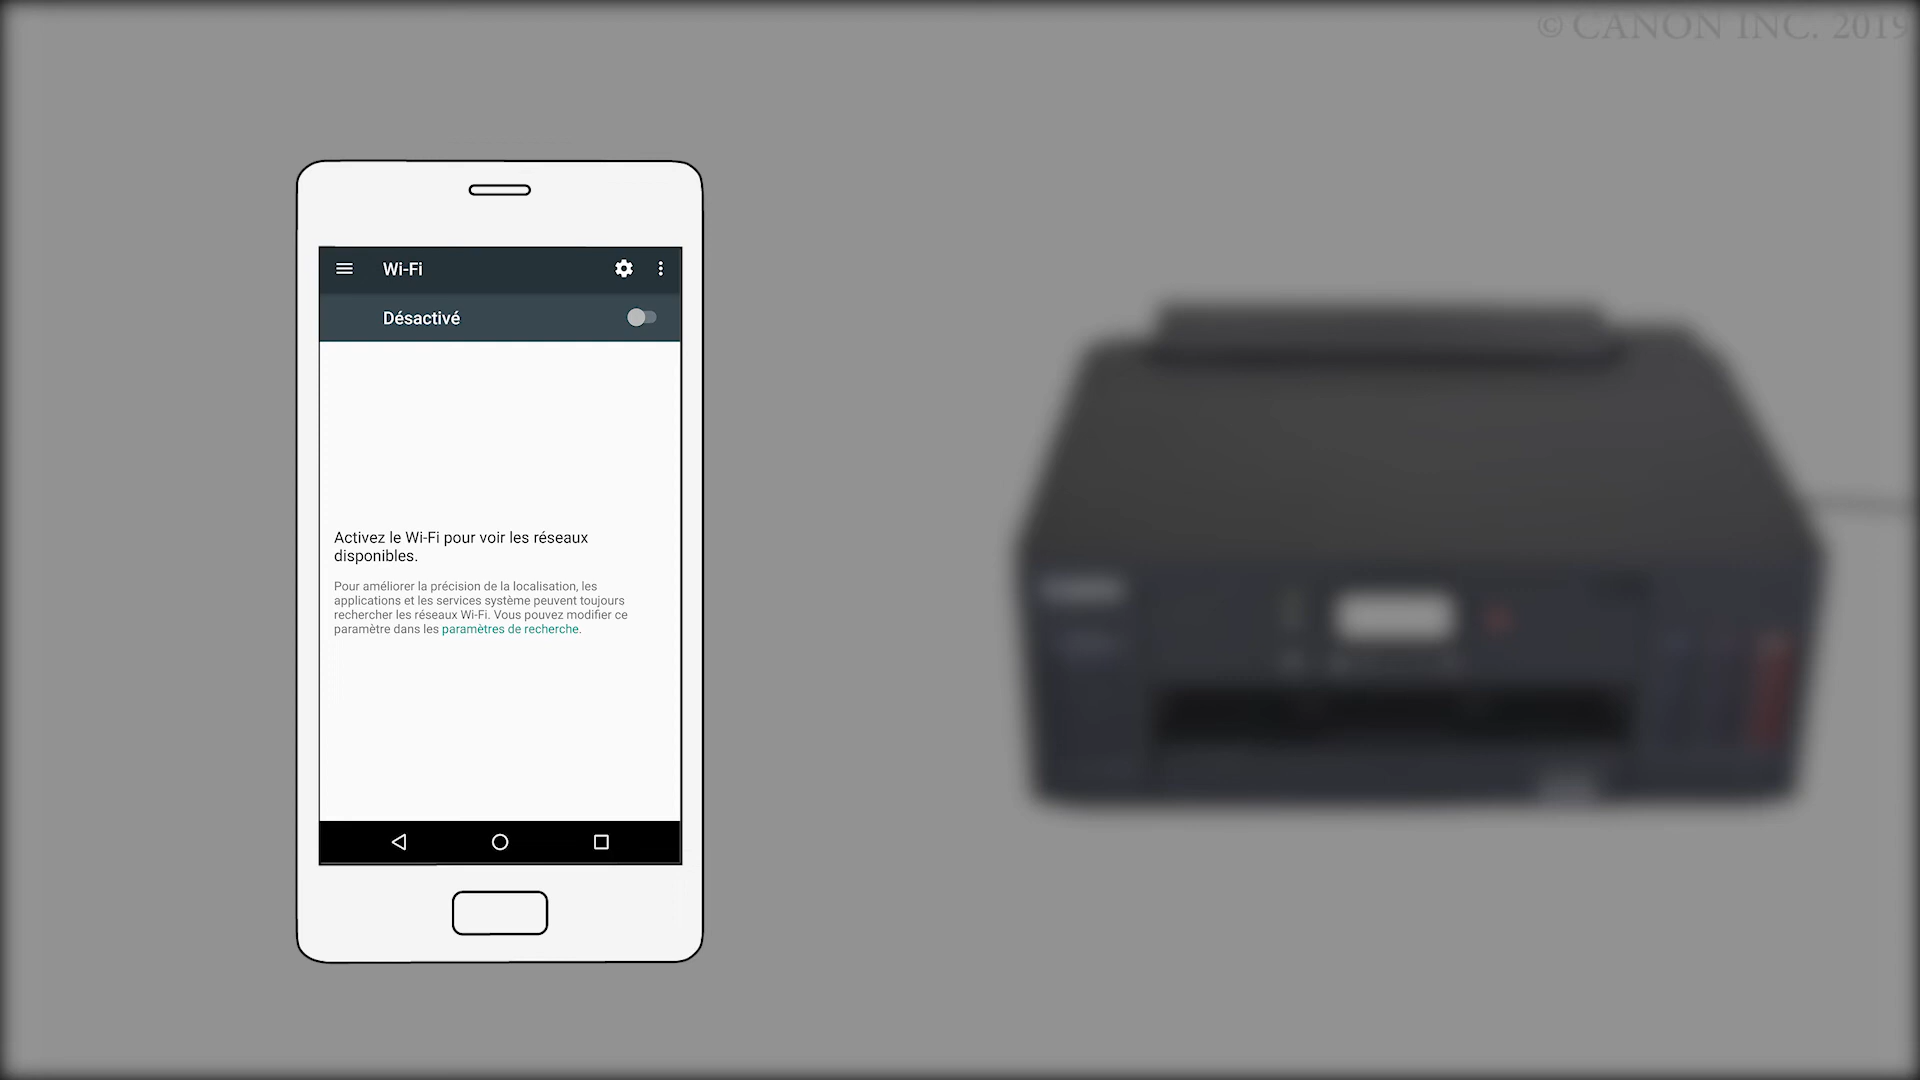 © CANON INC. 2019
Wi-Fi
Désactivé
Activez le Wi-Fi pour voir les réseaux
disponibles.
Pour améliorer la précision de la localisation, les
applications et les services système peuvent toujours
rechercher les réseaux Wi-Fi. Vous pouvez modifier ce
paramètre dans les paramètres de recherche.